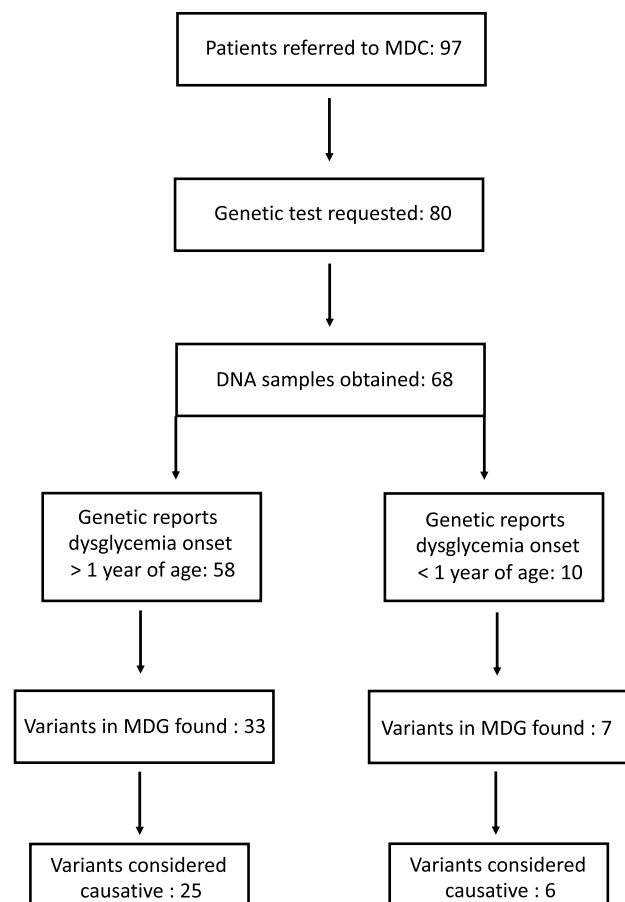 Patients referred to MDC: 97
Genetic test requested: 80
DNA samples obtained: 68
Genetic reports
dysglycemia onset
> 1 year of age: 58
Genetic reports
dysglycemia onset
< 1 year of age: 10
Variants in MDG found : 33
Variants in MDG found : 7
Variants considered
causative : 25
Variants considered
causative : 6